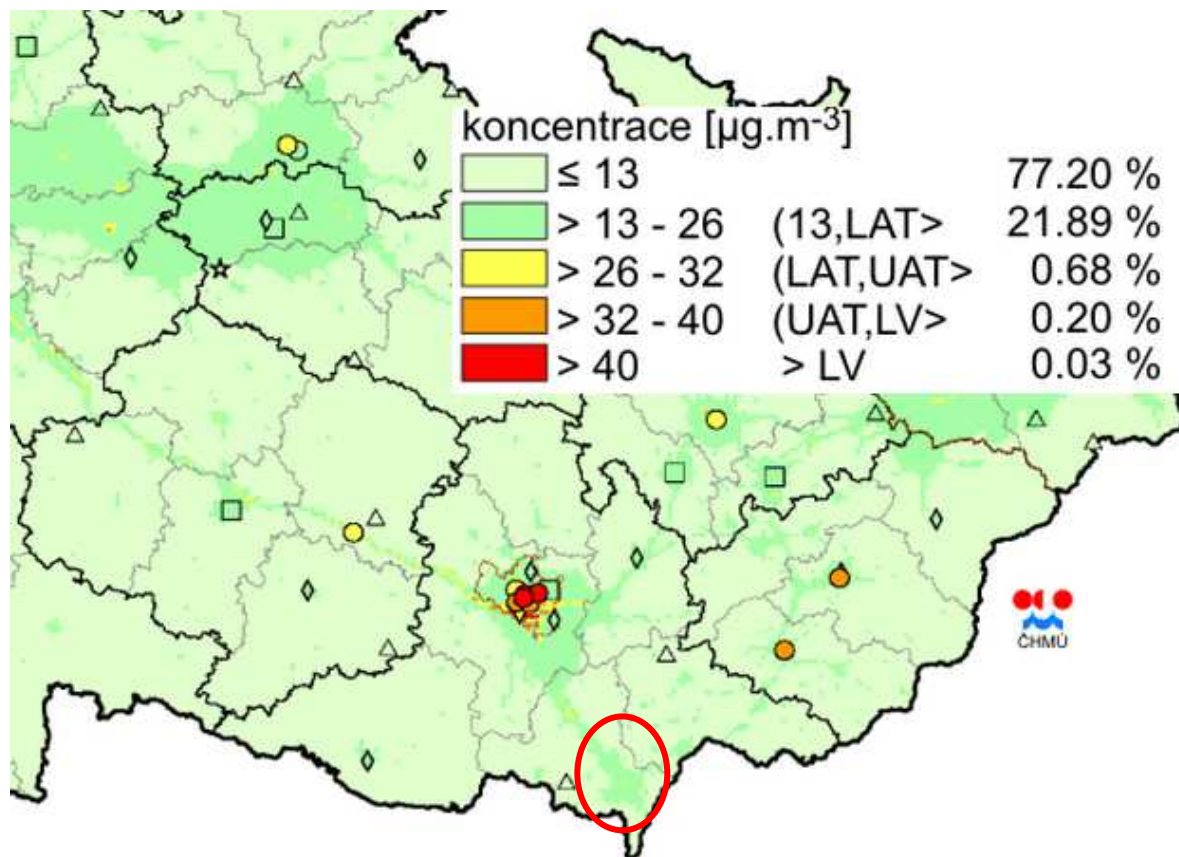 koncentrace [µg.m-3]
≤ 13 77.20 %
> 13 - 26 (13,LAT> 21.89 %
> 26 - 32 (LAT,UAT> 0.68 %
> 32 - 40 (UAT,LV> 0.20 %
> 40 > LV 0.03 %
ČHMÚ